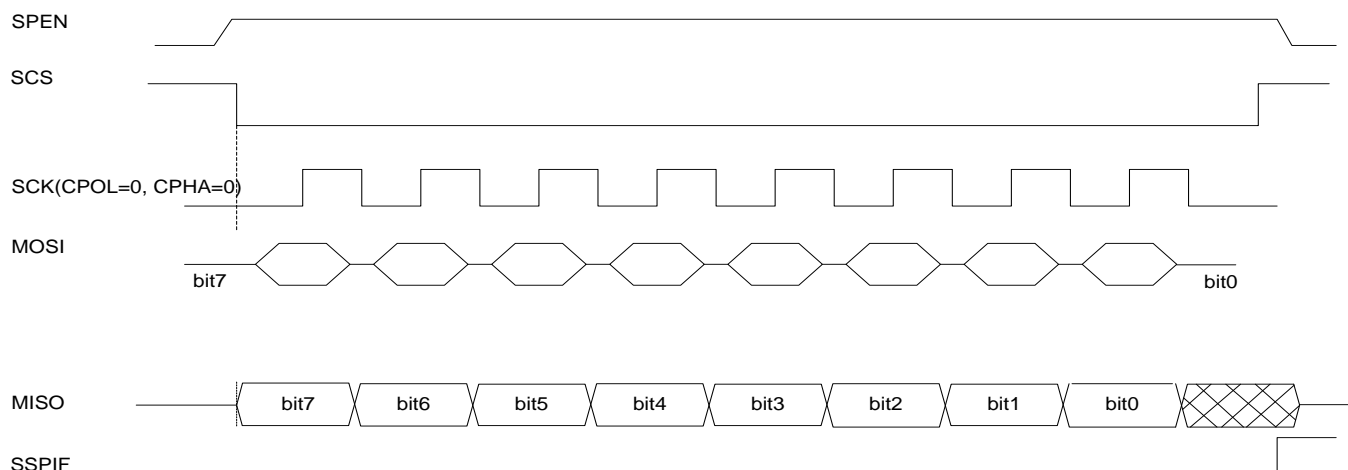 SPEN
SCS
SCK(CPOL=0, CPHA=0)
MOSI
bit7
bit0
MISO
bit7
bit6
bit5
bit4
bit3
bit2
bit1
bit0
SSPIF